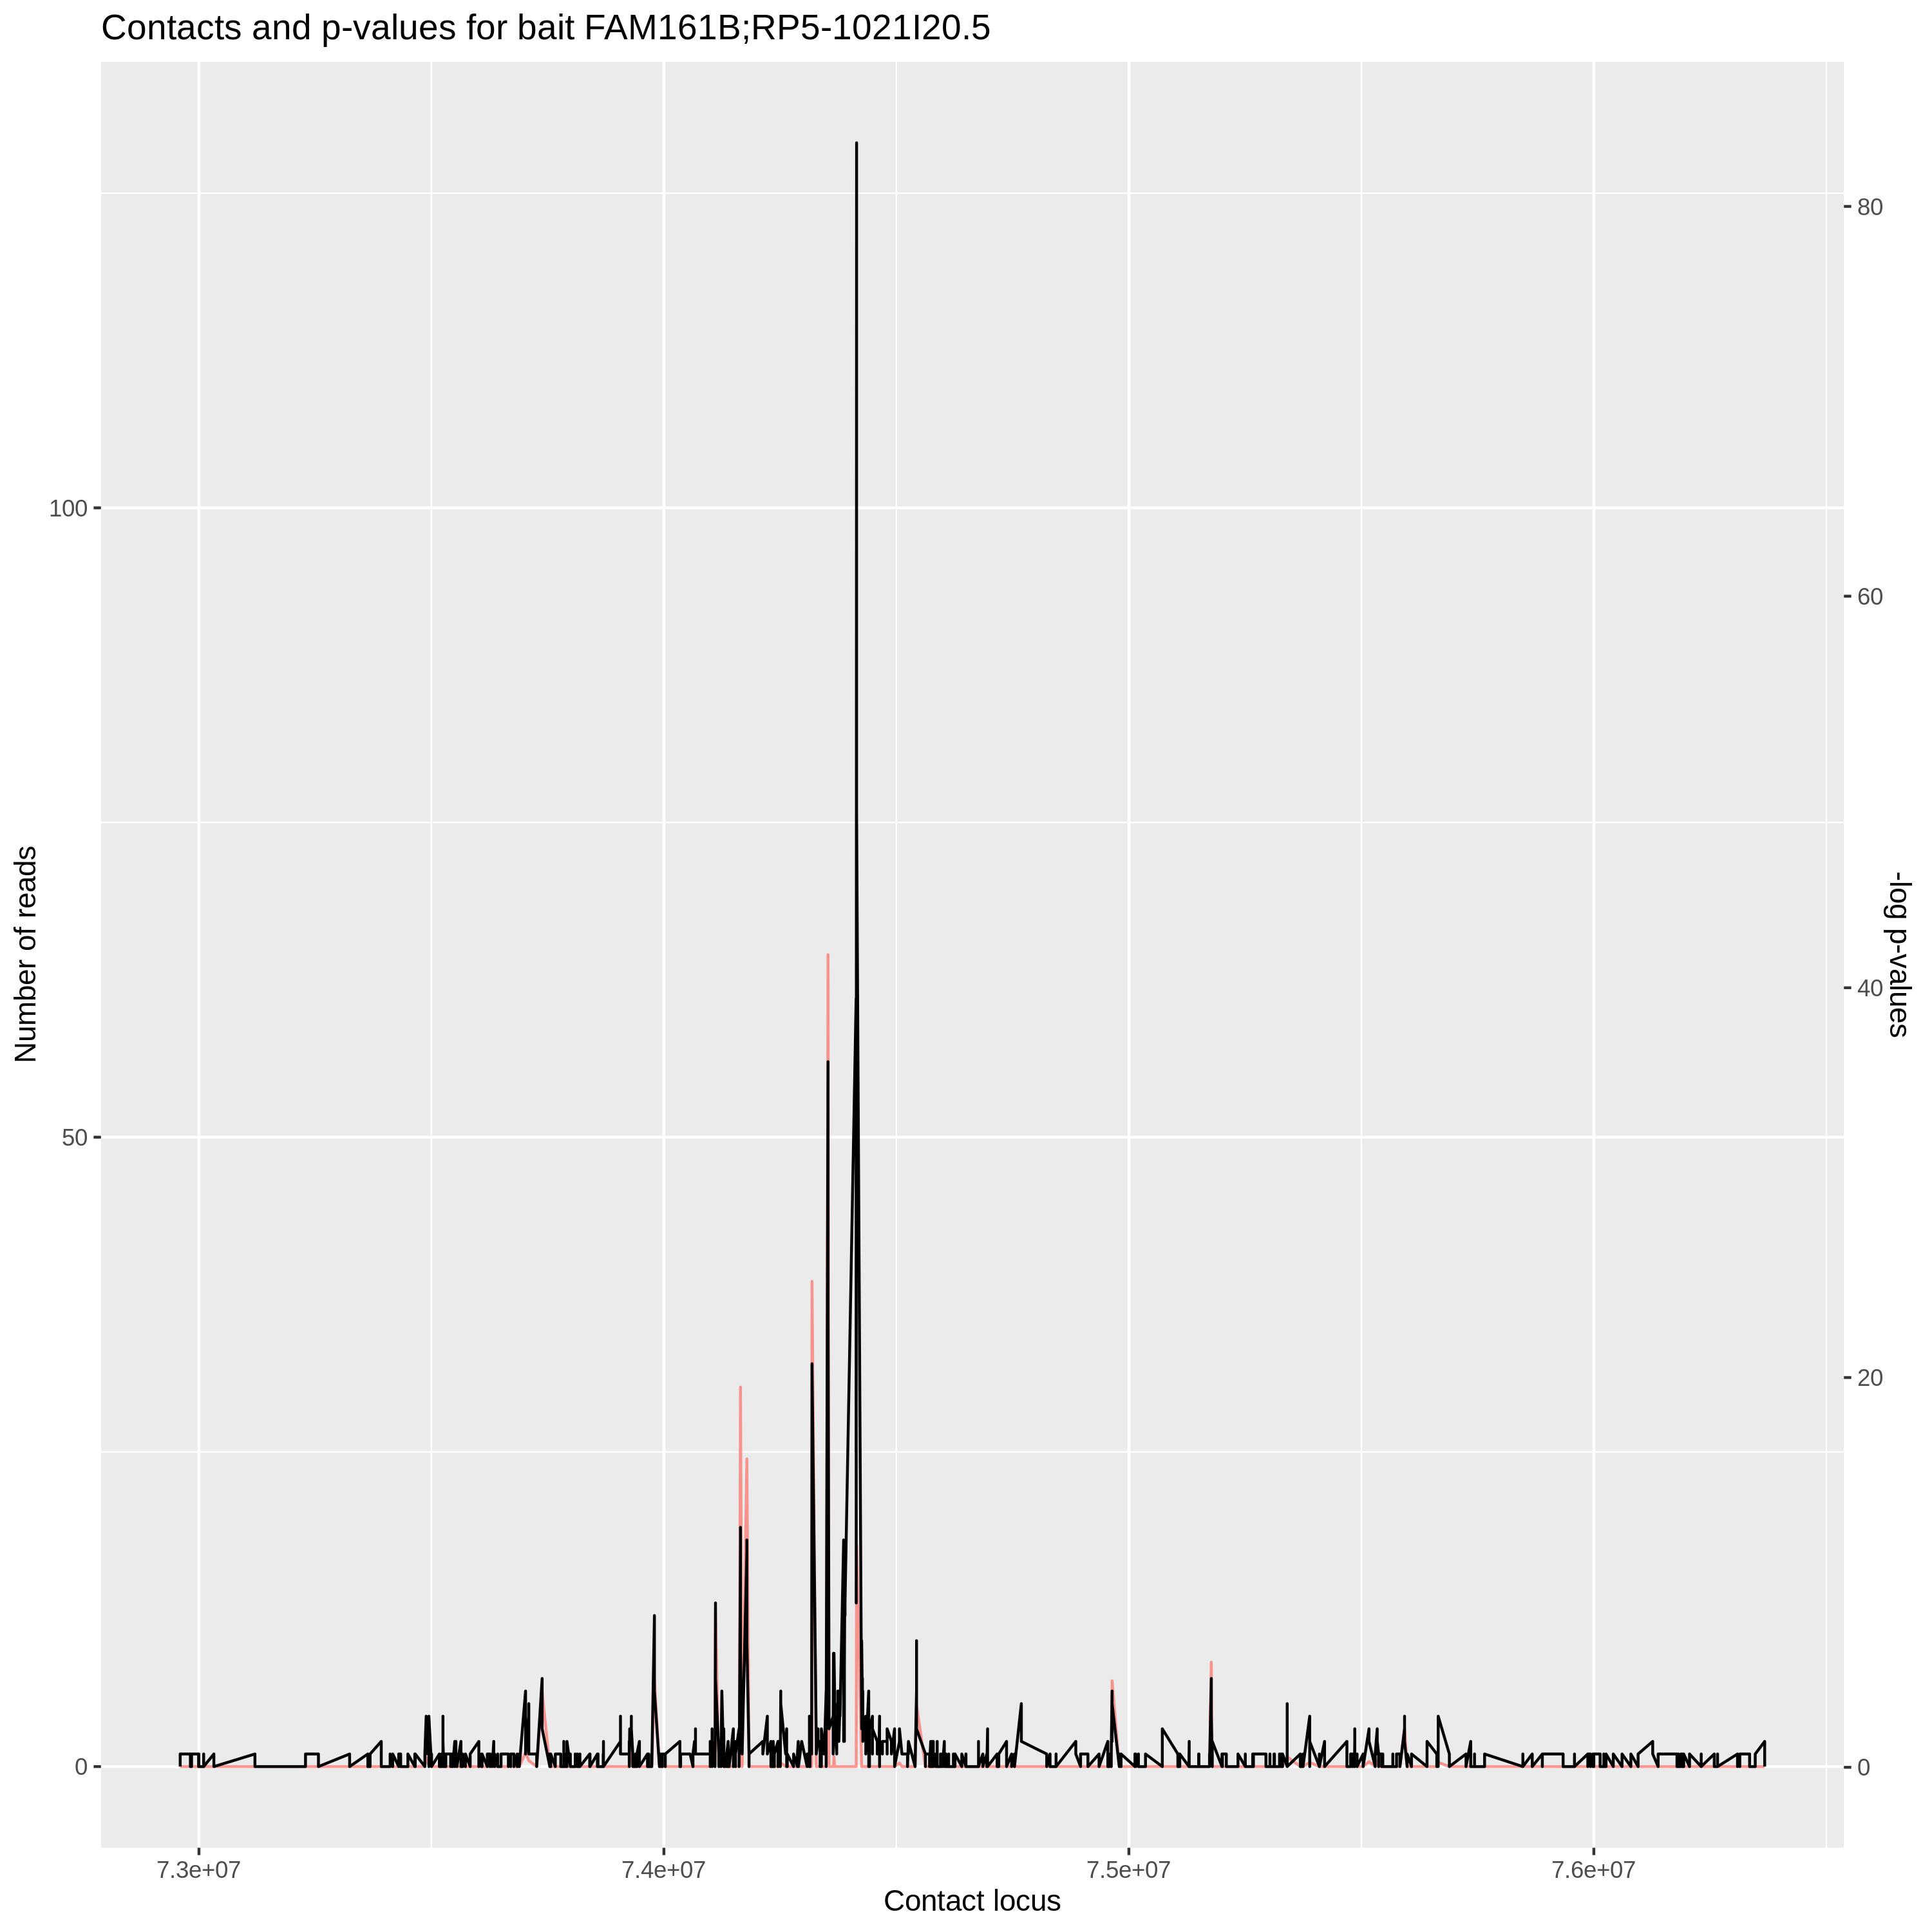 Contacts and p-values for bait FAM161B;RP5-1021I20.5
Number of reads
100
50
0
80
60
40
20
0
-log p-values
7.3e+07 7.4e+07 7.5e+07 7.6e+07
Contact locus